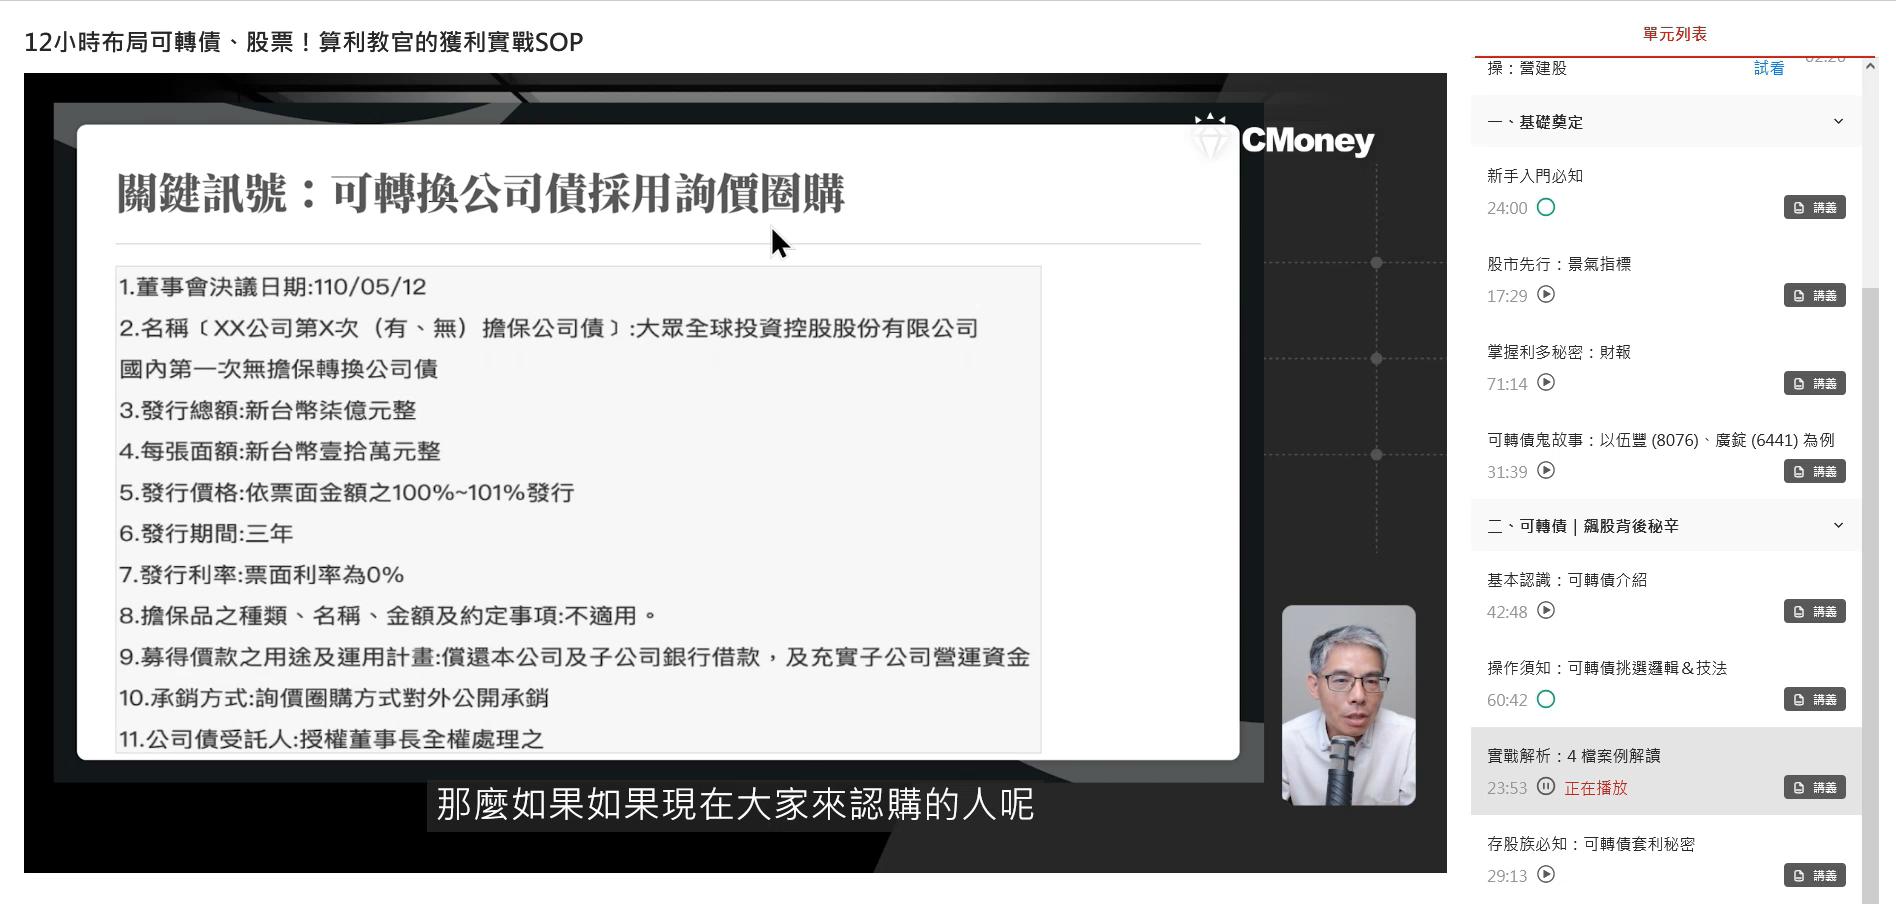 12小時布局可轉債、股票！算利教官的獲利實戰SOP
CMoney
關鍵訊號：可轉換公司債採用詢價圈購
1.董事會決議日期:110/05/12
2.名稱﹝XX公司第X次（有、無）擔保公司債﹞:大眾全球投資控股股份有限公司
國內第一次無擔保轉換公司債
3.發行總額:新台幣柒億元整
4.每張面額:新台幣壹拾萬元整
5.發行價格:依票面金額之100%~101%發行
6.發行期間:三年
7.發行利率:票面利率為0%
8.擔保品之種類、名稱、金額及約定事項:不適用。
9.募得價款之用途及運用計畫:償還本公司及子公司銀行借款，及充實子公司營運資金
10.承銷方式:詢價圈購方式對外公開承銷
11.公司債受託人:授權董事長全權處理之
那麼如果如果現在大家來認購的人呢
單元列表
操：營建股 試看
一、基礎奠定
新手入門必知
24:00 講義
股市先行：景氣指標
17:29 講義
掌握利多秘密：財報
71:14 講義
可轉債鬼故事：以伍豐 (8076)、廣錠 (6441) 為例
31:39 講義
二、可轉債 | 飆股背後秘辛
基本認識：可轉債介紹
42:48 講義
操作須知：可轉債挑選邏輯＆技法
60:42 講義
實戰解析：4 檔案例解讀
23:53 正在播放 講義
存股族必知：可轉債套利秘密
29:13 講義